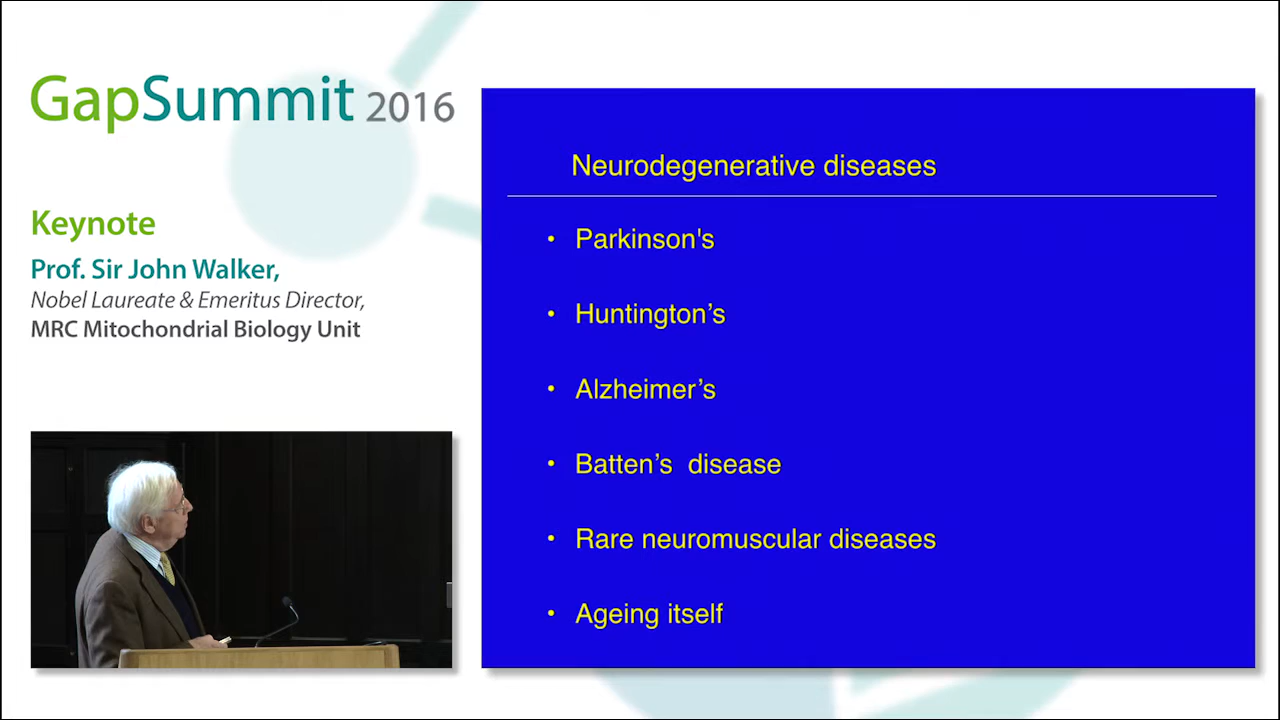 GapSummit 2016
Keynote
Prof. Sir John Walker,
Nobel Laureate & Emeritus Director,
MRC Mitochondrial Biology Unit
Neurodegenerative diseases
• Parkinson's
• Huntington’s
• Alzheimer’s
• Batten’s disease
• Rare neuromuscular diseases
• Ageing itself